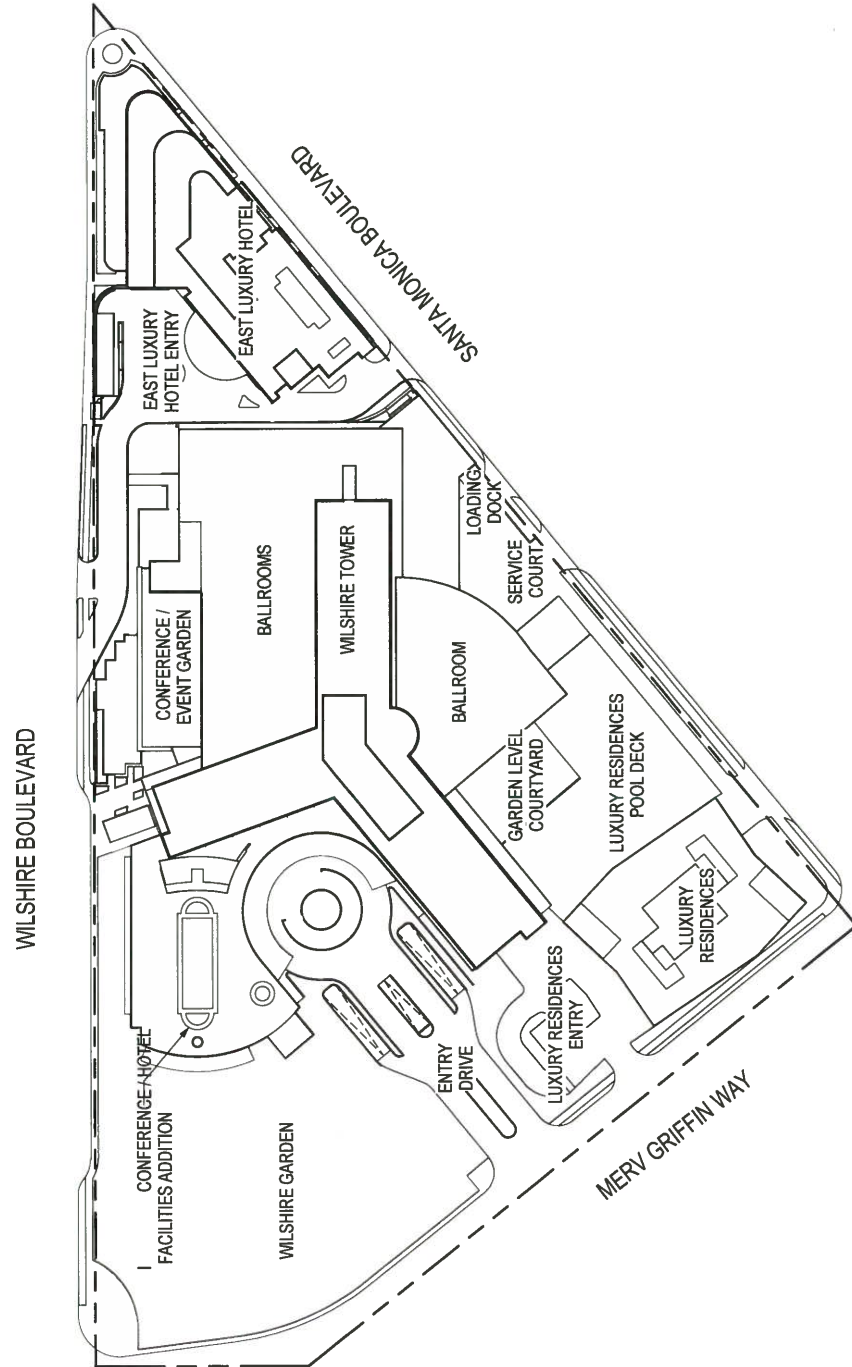 WILSHIRE BOULEVARD
SANTA MONICA BOULEVARD
MERV GRIFFIN WAY
CONFERENCE / HOTEL
FACILITIES ADDITION
WILSHIRE GARDEN
ENTRY
DRIVE
CONFERENCE /
EVENT GARDEN
BALLROOMS
WILSHIRE TOWER
BALLROOM
GARDEN LEVEL
COURTYARD
LUXURY RESIDENCES
POOL DECK
LUXURY
RESIDENCES
LUXURY RESIDENCES
ENTRY
EAST LUXURY
HOTEL ENTRY
EAST LUXURY HOTEL
LOADING
DOCK
SERVICE
COURT